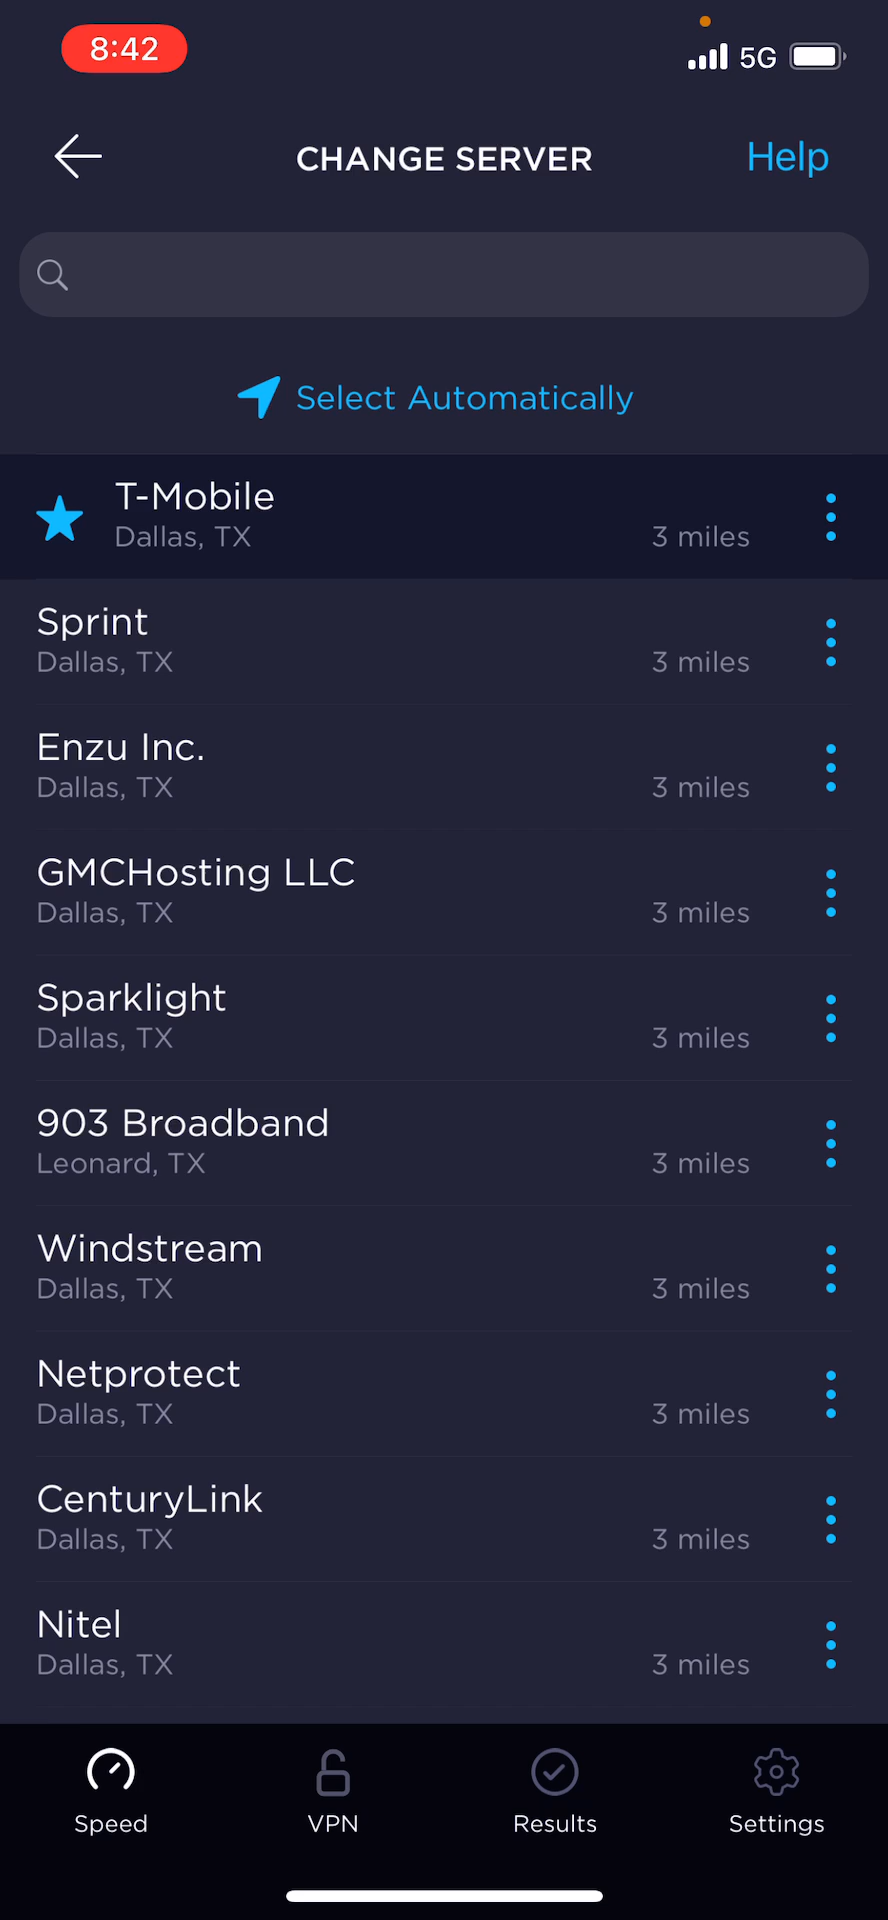 8:42
5G
CHANGE SERVER
Help
Select Automatically
T-Mobile
Dallas, TX
3 miles
Sprint
Dallas, TX
3 miles
Enzu Inc.
Dallas, TX
3 miles
GMCHosting LLC
Dallas, TX
3 miles
Sparklight
Dallas, TX
3 miles
903 Broadband
Leonard, TX
3 miles
Windstream
Dallas, TX
3 miles
Netprotect
Dallas, TX
3 miles
CenturyLink
Dallas, TX
3 miles
Nitel
Dallas, TX
3 miles
Speed
VPN
Results
Settings